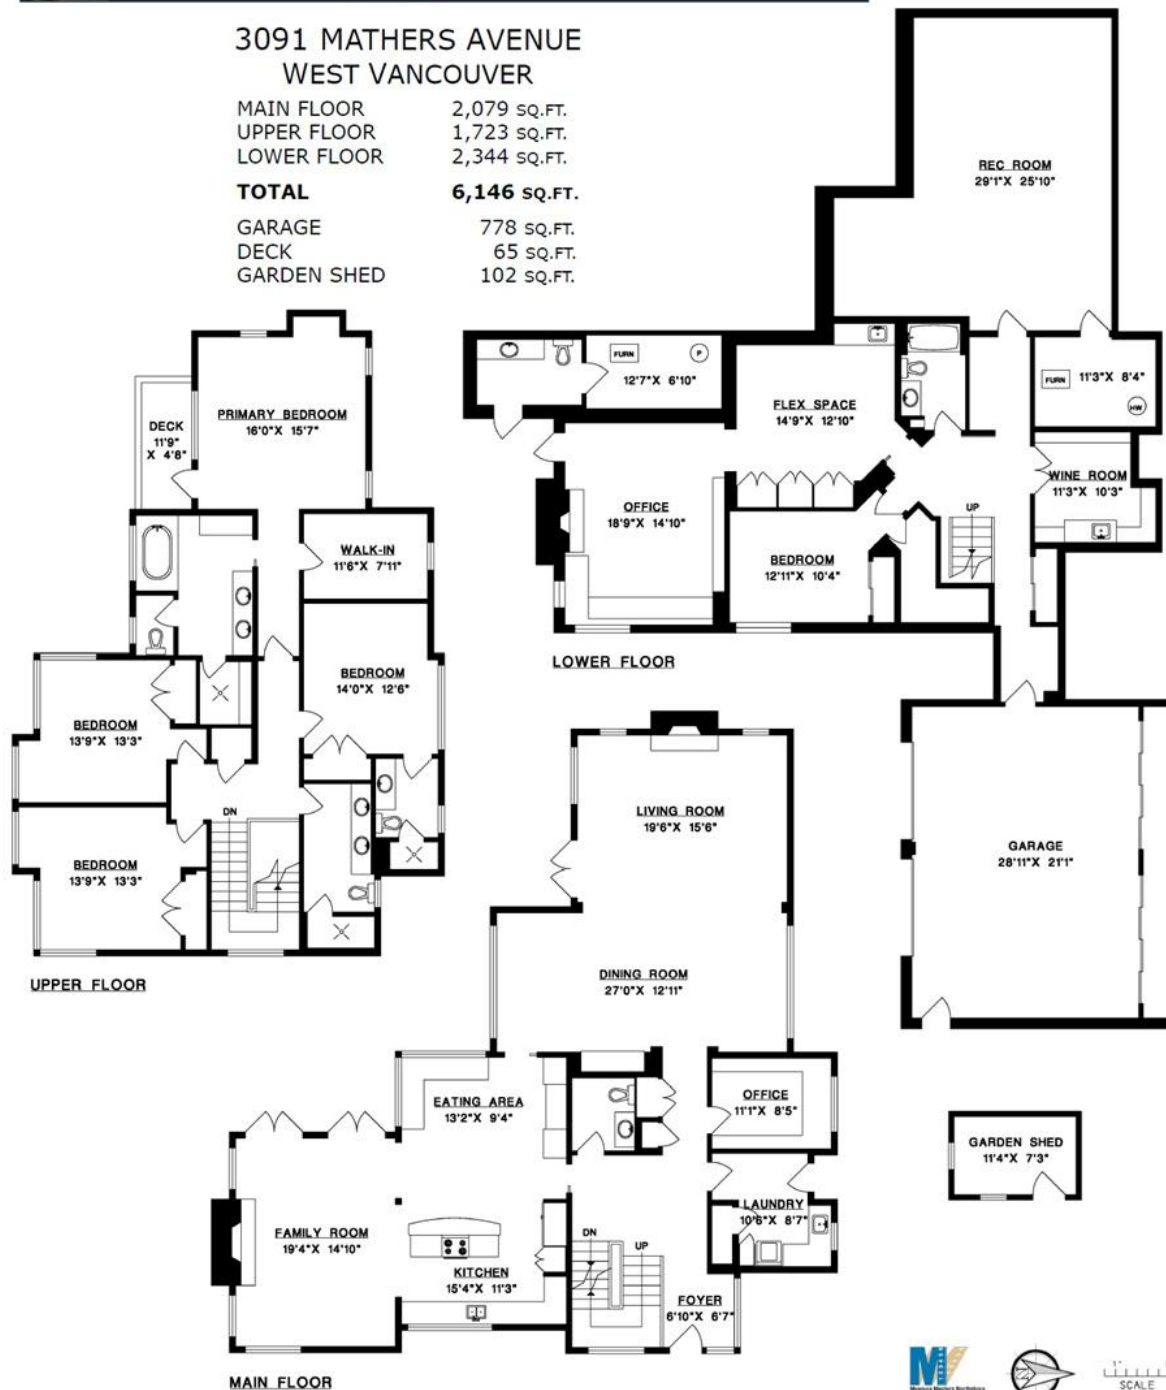 3091 MATHERS AVENUE
WEST VANCOUVER
MAIN FLOOR 2,079 SQ.FT.
UPPER FLOOR 1,723 SQ.FT.
LOWER FLOOR 2,344 SQ.FT.
TOTAL 6,146 SQ.FT.
GARAGE 778 SQ.FT.
DECK 65 SQ.FT.
GARDEN SHED 102 SQ.FT.
REC ROOM
29'1"X 25'10"
FURN
P
12'7"X 6'10"
FLEX SPACE
14'9"X 12'10"
FURN
11'3"X 8'4"
HW
WINE ROOM
11'3"X 10'3"
OFFICE
18'9"X 14'10"
UP
BEDROOM
12'11"X 10'4"
LOWER FLOOR
GARAGE
28'11"X 21'1"
PRIMARY BEDROOM
16'0"X 15'7"
DECK
11'9"
X 4'8"
WALK-IN
11'6"X 7'11"
BEDROOM
14'0"X 12'6"
BEDROOM
13'9"X 13'3"
DN
BEDROOM
13'9"X 13'3"
UPPER FLOOR
LIVING ROOM
19'6"X 15'6"
DINING ROOM
27'0"X 12'11"
EATING AREA
13'2"X 9'4"
OFFICE
11'1"X 8'5"
LAUNDRY
10'6"X 8'7"
FAMILY ROOM
19'4"X 14'10"
KITCHEN
15'4"X 11'3"
DN
UP
FOYER
6'10"X 6'7"
MAIN FLOOR
GARDEN SHED
11'4"X 7'3"
M
Measure Masters Northshore
N
1"
SCALE